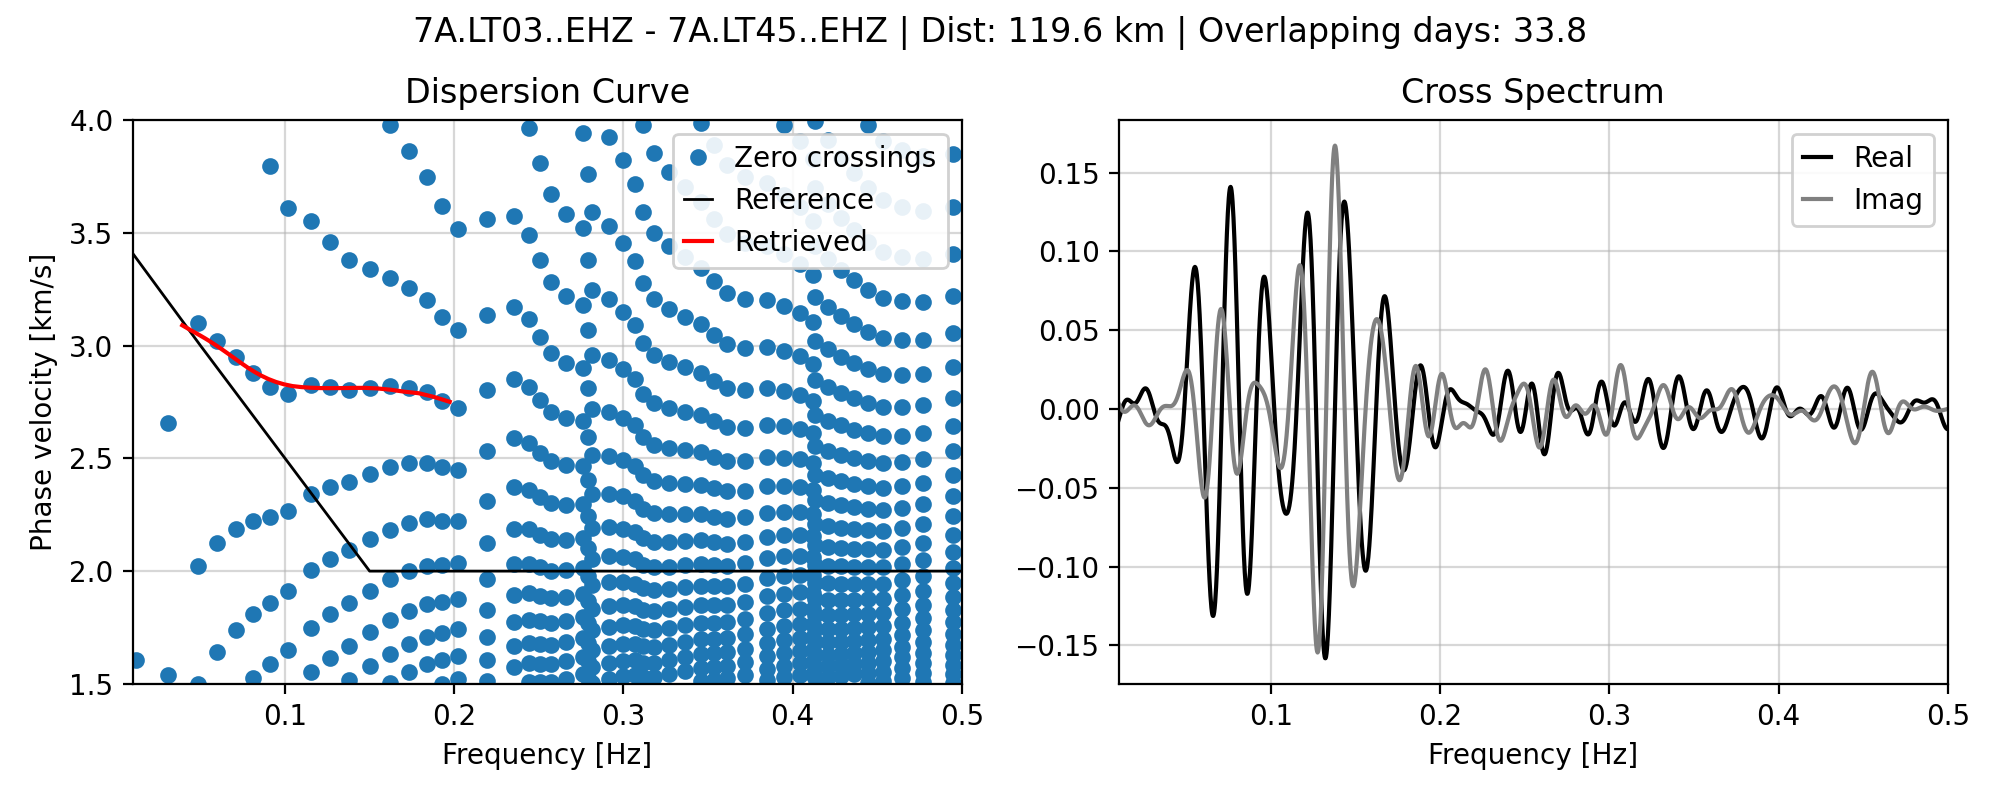 7A.LT03..EHZ - 7A.LT45..EHZ | Dist: 119.6 km | Overlapping days: 33.8
Dispersion Curve
4.0
3.5
3.0
2.5
2.0
1.5
Phase velocity [km/s]
0.1
0.2
0.3
0.4
0.5
Frequency [Hz]
Zero crossings
Reference
Retrieved
Cross Spectrum
0.15
0.10
0.05
0.00
−0.05
−0.10
−0.15
0.1
0.2
0.3
0.4
0.5
Frequency [Hz]
Real
Imag